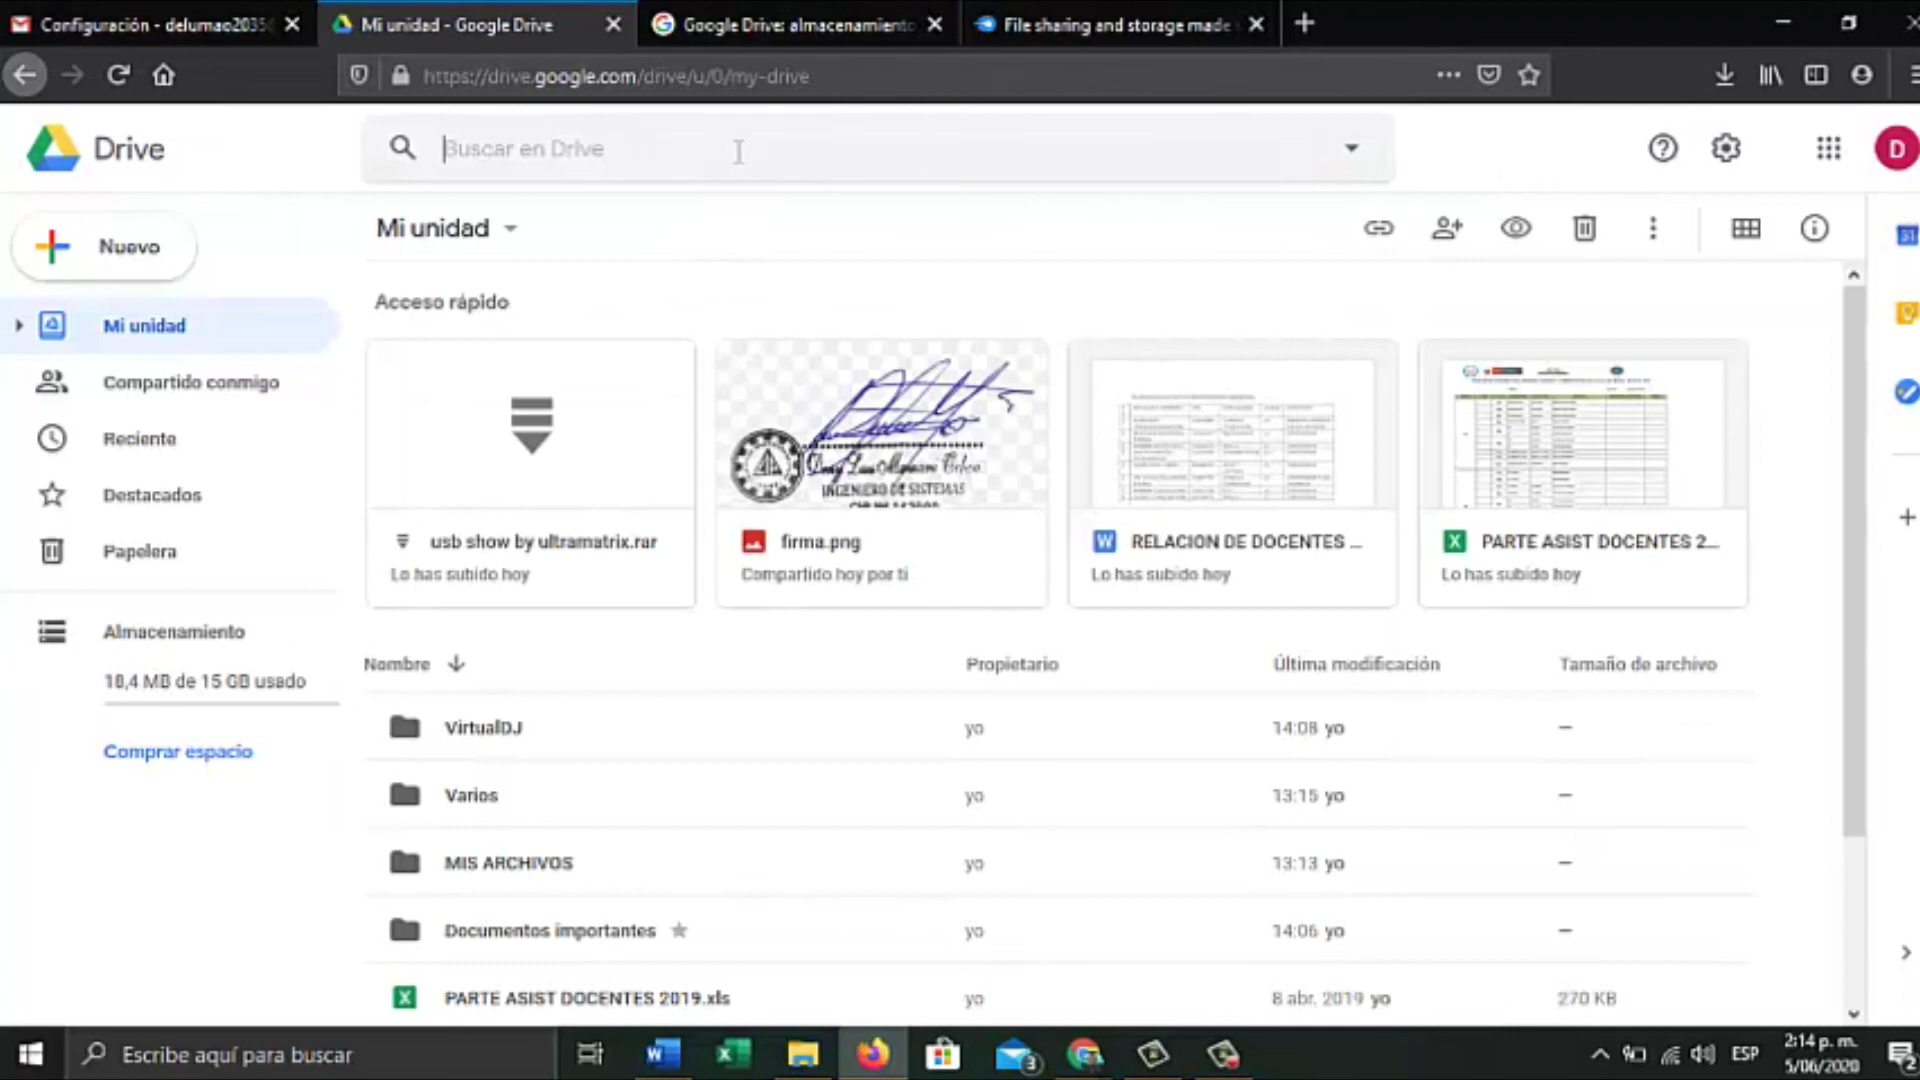 Configuración - delumac2035
Mi unidad - Google Drive
Google Drive: almacenamiento
File sharing and storage made
https://drive.google.com/drive/u/0/my-drive
Drive
Buscar en Drive
D
Nuevo
Mi unidad
Mi unidad
Compartido conmigo
Reciente
Destacados
Papelera
Almacenamiento
18,4 MB de 15 GB usado
Comprar espacio
Acceso rápido
INGENIERO DE SISTEMAS
usb show by ultramatrix.rar
Lo has subido hoy
firma.png
Compartido hoy por ti
W
RELACION DE DOCENTES ...
Lo has subido hoy
X
PARTE ASIST DOCENTES 2...
Lo has subido hoy
31
Nombre
Propietario
Última modificación
Tamaño de archivo
VirtualDJ
yo
14:08 yo
–
Varios
yo
13:15 yo
–
MIS ARCHIVOS
yo
13:13 yo
–
Documentos importantes
yo
14:06 yo
–
X
PARTE ASIST DOCENTES 2019.xls
yo
8 abr. 2019 yo
270 KB
Escribe aquí para buscar
3
ESP
2:14 p. m.
5/06/2020
2